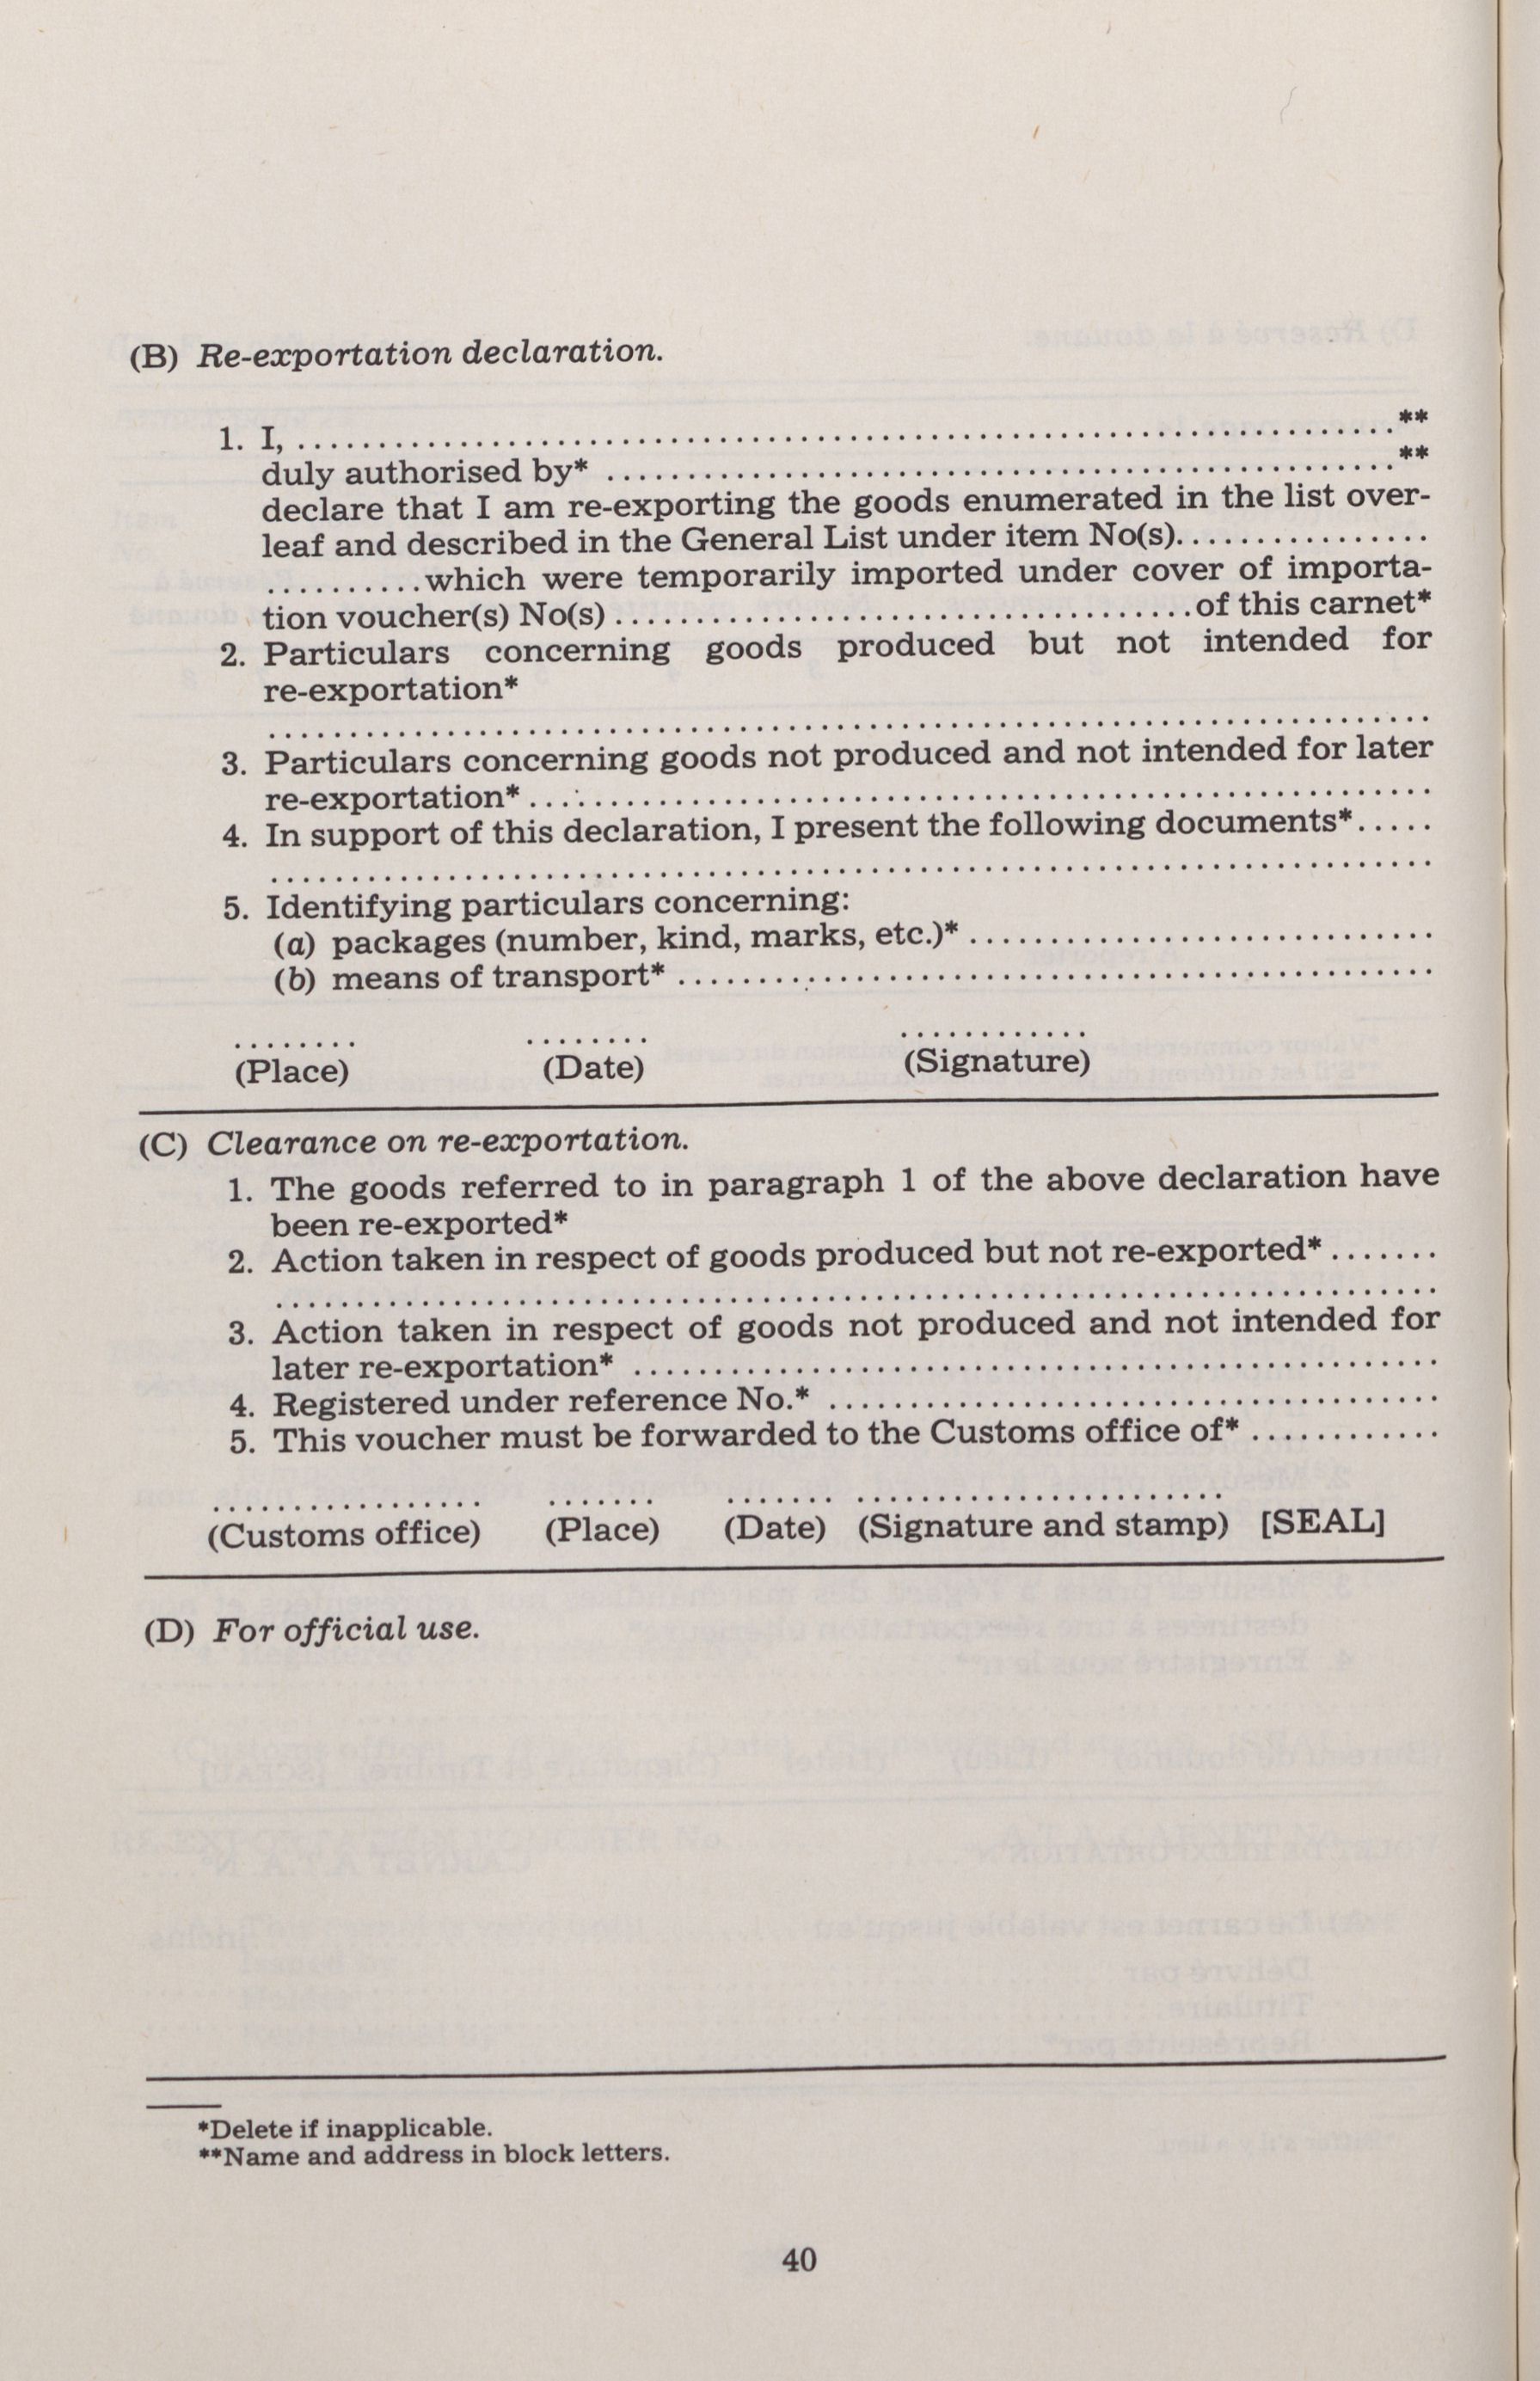 (B) Re-exportation declaration.
1. I, ..........................................................................**
duly authorised by* ....................................................**
declare that I am re-exporting the goods enumerated in the list over-
leaf and described in the General List under item No(s)................
..........which were temporarily imported under cover of importa-
tion voucher(s) No(s) ....................................of this carnet*
2. Particulars concerning goods produced but not intended for
re-exportation*
........................................................................
3. Particulars concerning goods not produced and not intended for later
re-exportation* ........................................................
4. In support of this declaration, I present the following documents*.....
........................................................................
5. Identifying particulars concerning:
(a) packages (number, kind, marks, etc.)* .............................
(b) means of transport* ...............................................
........ ........ ............
(Place) (Date) (Signature)
(C) Clearance on re-exportation.
1. The goods referred to in paragraph 1 of the above declaration have
been re-exported*
2. Action taken in respect of goods produced but not re-exported*.......
........................................................................
3. Action taken in respect of goods not produced and not intended for
later re-exportation* ..................................................
4. Registered under reference No.* ......................................
5. This voucher must be forwarded to the Customs office of* ............
................. ....... ....... .......................
(Customs office) (Place) (Date) (Signature and stamp) [SEAL]
(D) For official use.
*Delete if inapplicable.
**Name and address in block letters.
40